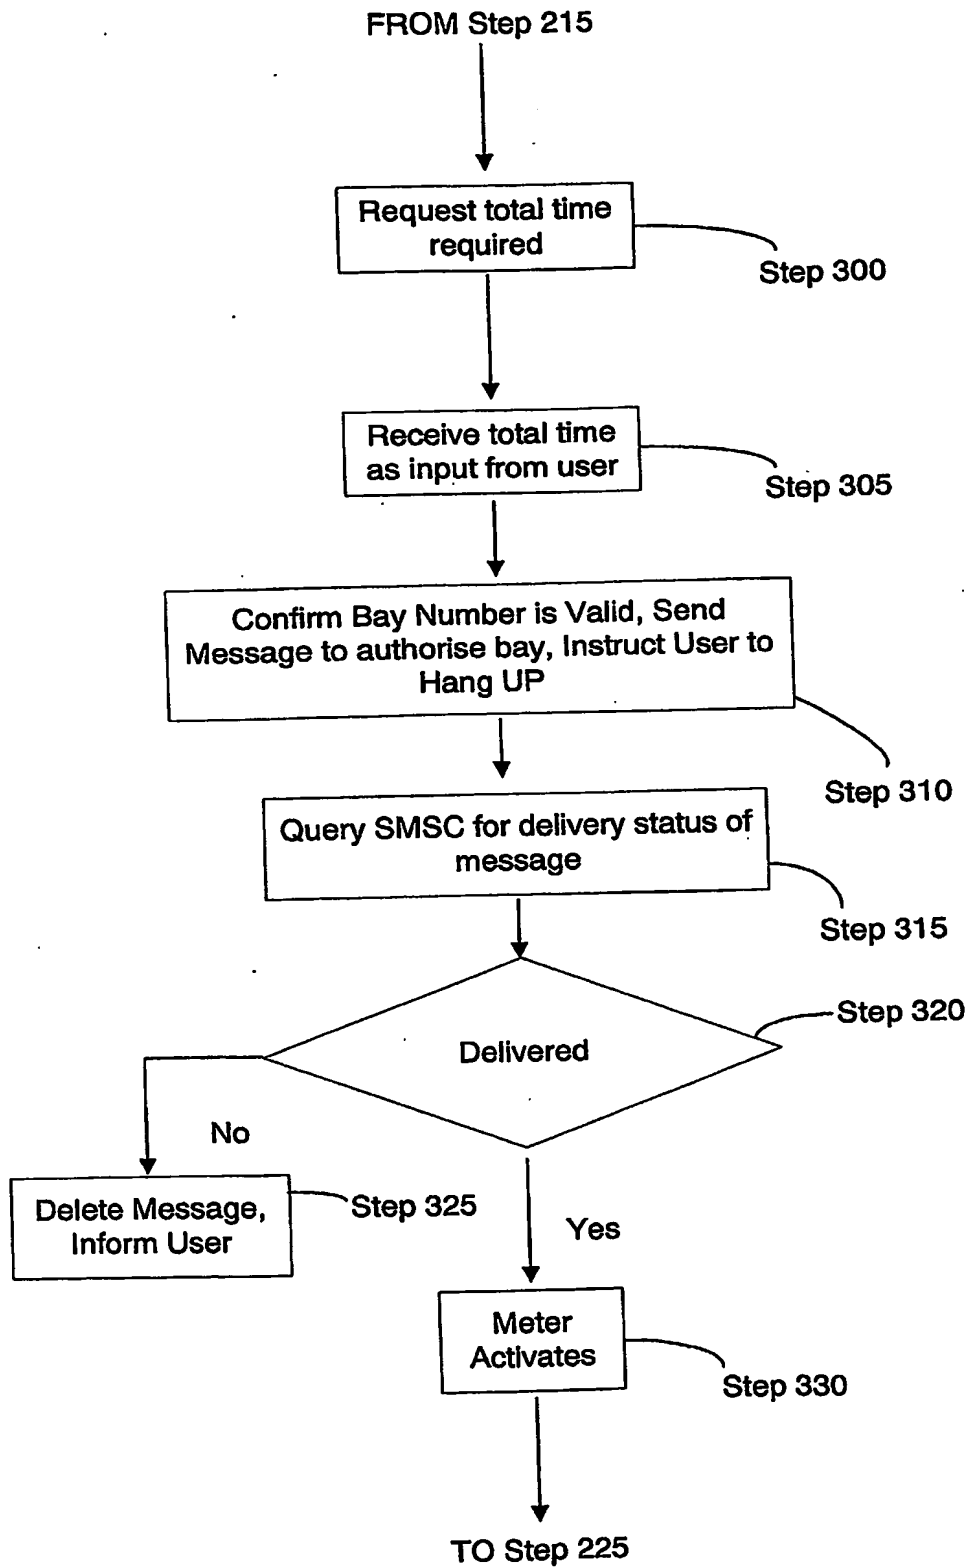 FROM Step 215
Request total time
required
Step 300
Receive total time
as input from user
Step 305
Confirm Bay Number is Valid, Send
Message to authorise bay, Instruct User to
Hang UP
Step 310
Query SMSC for delivery status of
message
Step 315
Step 320
Delivered
No
Delete Message,
Inform User
Step 325
Yes
Meter
Activates
Step 330
TO Step 225